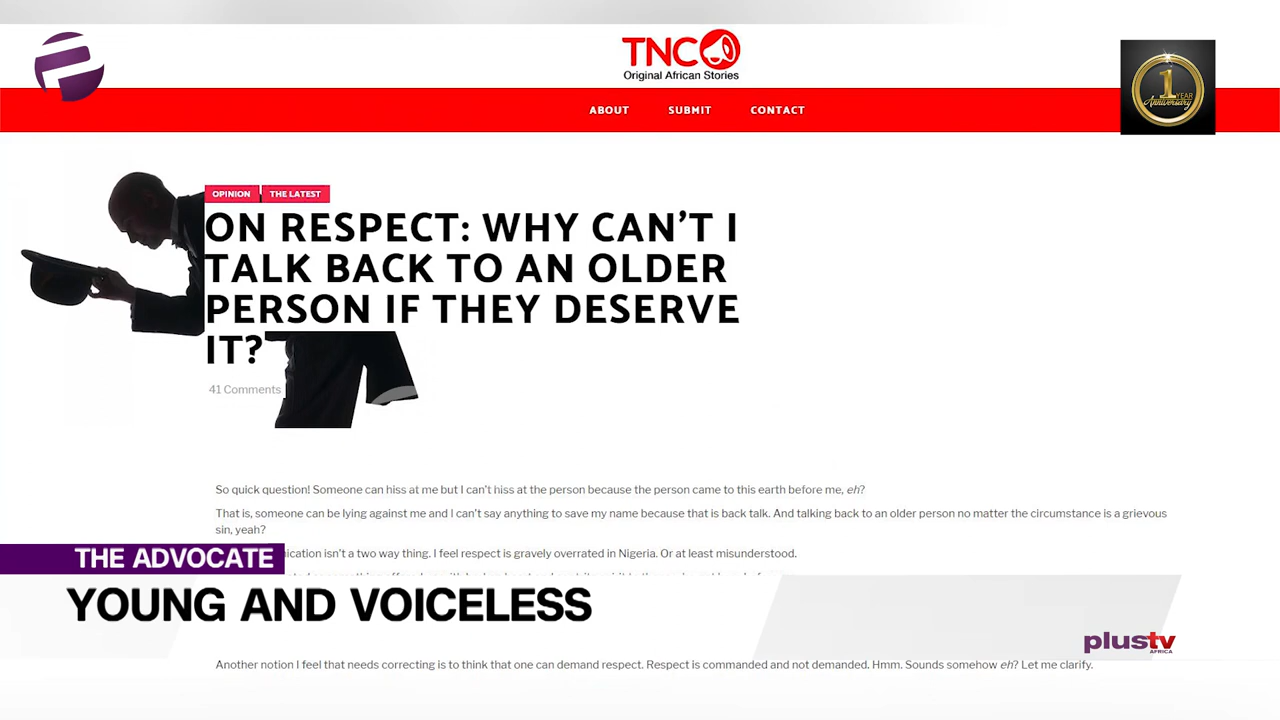 TNC
Original African Stories
1
YEAR
Anniversary
ABOUT SUBMIT CONTACT
OPINION THE LATEST
ON RESPECT: WHY CAN'T I
TALK BACK TO AN OLDER
PERSON IF THEY DESERVE
IT?
41 Comments
So quick question! Someone can hiss at me but I can't hiss at the person because the person came to this earth before me, eh?
That is, someone can be lying against me and I can't say anything to save my name because that is back talk. And talking back to an older person no matter the circumstance is a grievous
sin, yeah?
isn't a two way thing. I feel respect is gravely overrated in Nigeria. Or at least misunderstood.
THE ADVOCATE
YOUNG AND VOICELESS
plustv
AFRICA
Another notion I feel that needs correcting is to think that one can demand respect. Respect is commanded and not demanded. Hmm. Sounds somehow eh? Let me clarify.